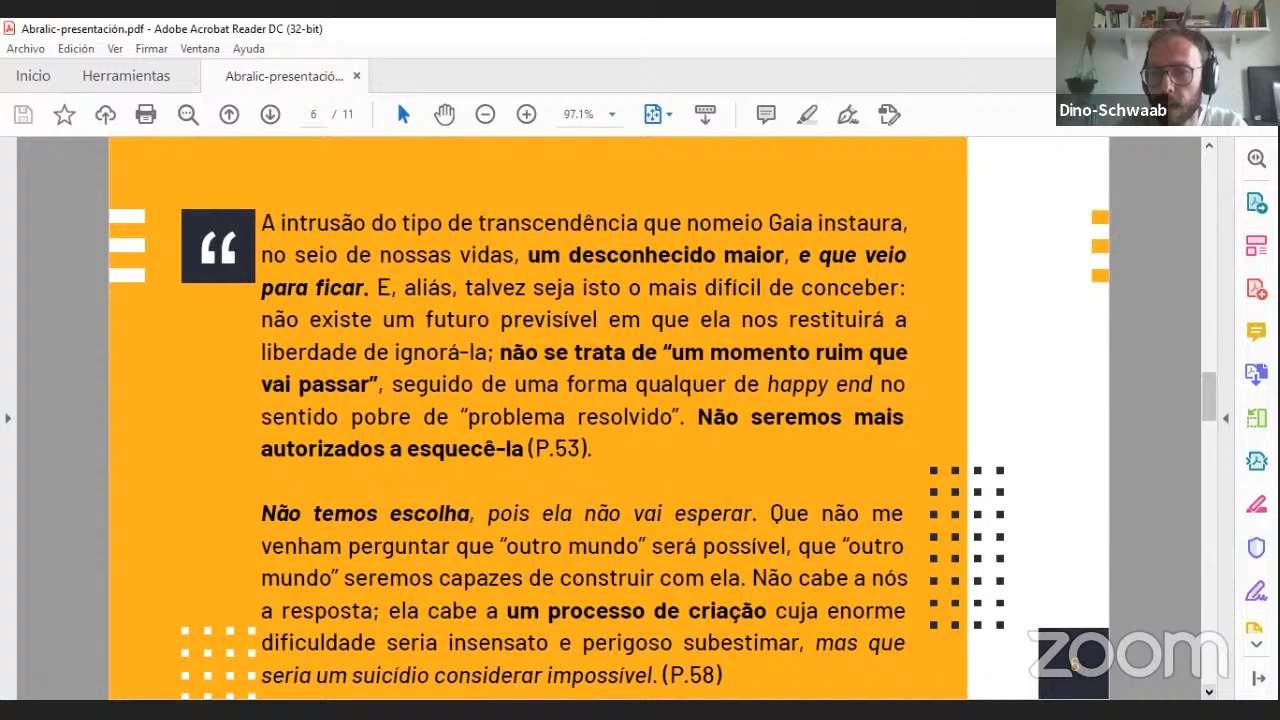 Abralic-presentación.pdf - Adobe Acrobat Reader DC (32-bit)
Archivo Edición Ver Firmar Ventana Ayuda
Inicio Herramientas Abralic-presentació... ×
6 / 11 97.1%
Dino-Schwaab
“
A intrusão do tipo de transcendência que nomeio Gaia instaura,
no seio de nossas vidas, um desconhecido maior, e que veio
para ficar. E, aliás, talvez seja isto o mais difícil de conceber:
não existe um futuro previsível em que ela nos restituirá a
liberdade de ignorá-la; não se trata de “um momento ruim que
vai passar”, seguido de uma forma qualquer de happy end no
sentido pobre de “problema resolvido”. Não seremos mais
autorizados a esquecê-la (P.53).
Não temos escolha, pois ela não vai esperar. Que não me
venham perguntar que “outro mundo” será possível, que “outro
mundo” seremos capazes de construir com ela. Não cabe a nós
a resposta; ela cabe a um processo de criação cuja enorme
dificuldade seria insensato e perigoso subestimar, mas que
seria um suicídio considerar impossível. (P.58)
6
zoom